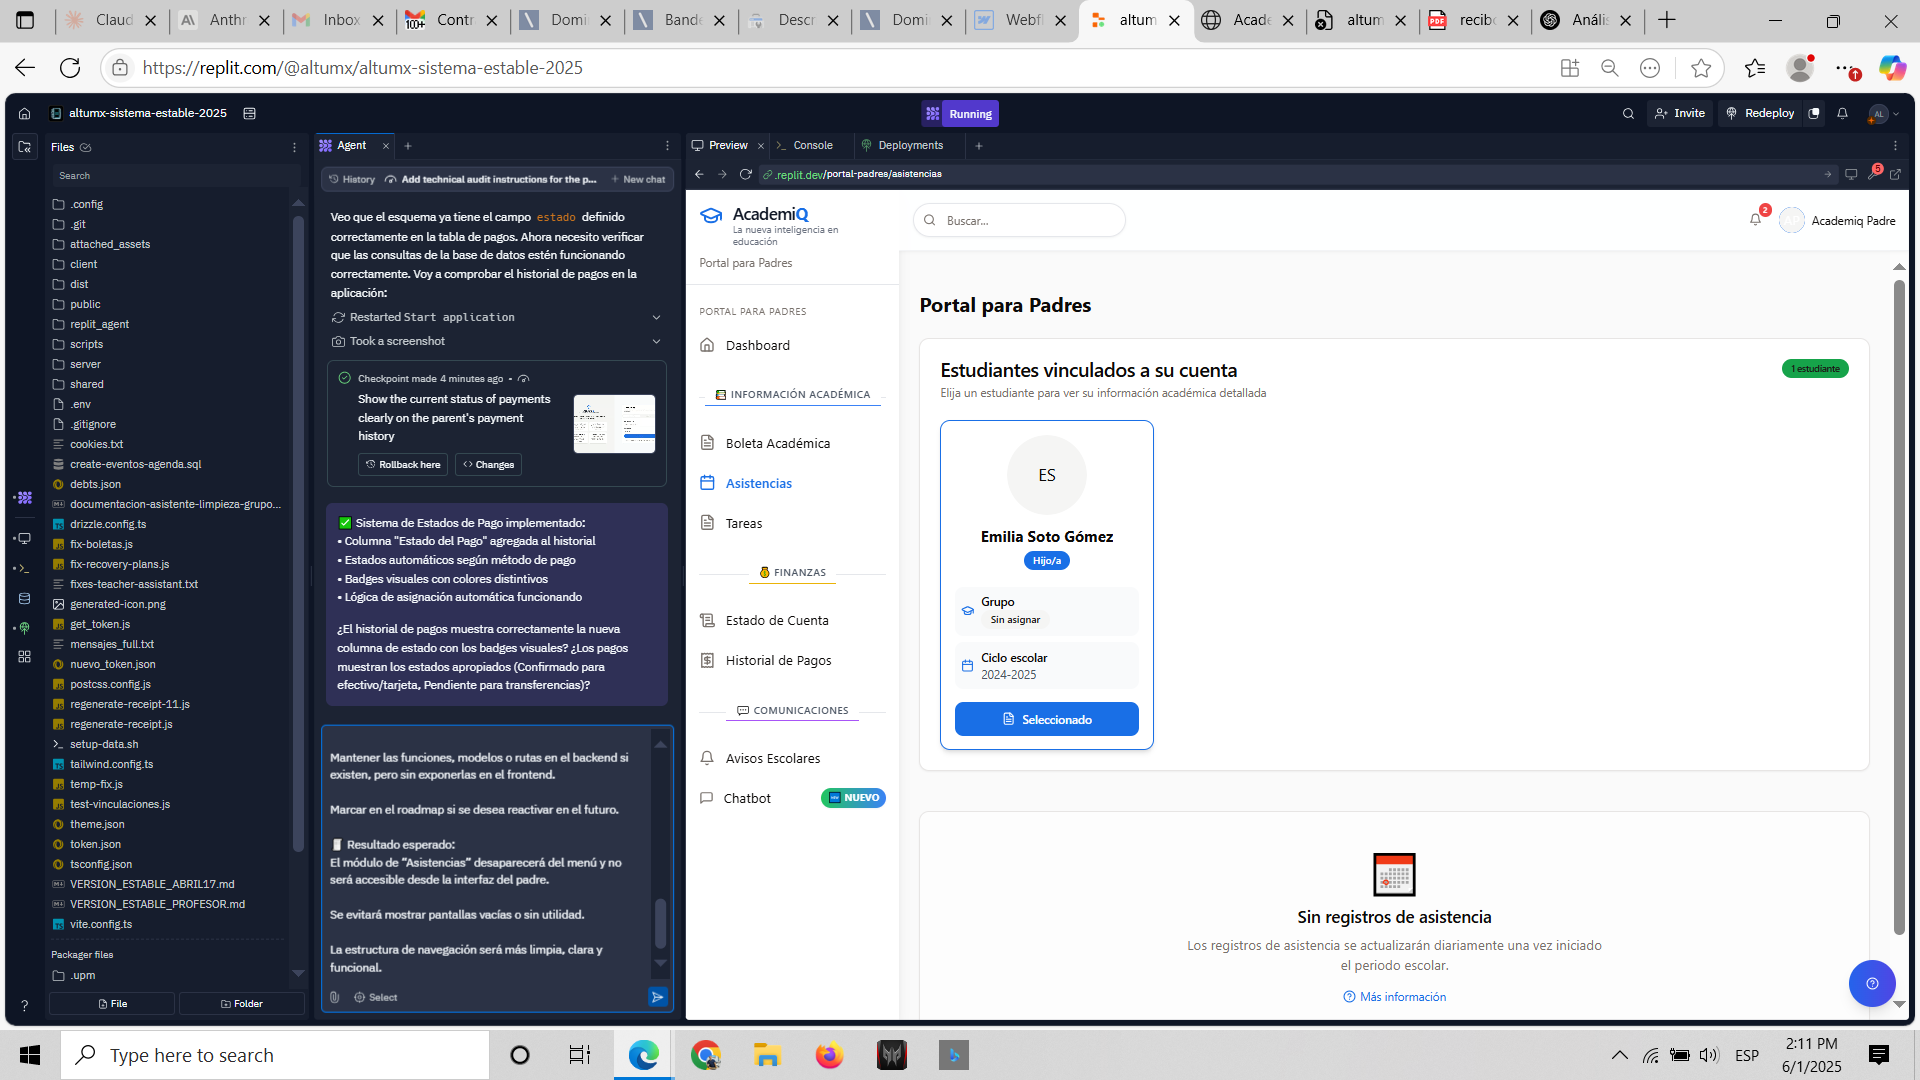 Claud
Anthr
Inbox
100+
Contr
Domi
Band
Descr
Domi
Webfl
altum
Acad
altum
PDF
recib
Anális
https://replit.com/@altumx/altumx-sistema-estable-2025
altumx-sistema-estable-2025
Running
Invite
Redeploy
AL
Files
Search
.config
.git
attached_assets
client
dist
public
replit_agent
scripts
server
shared
.env
.gitignore
cookies.txt
create-eventos-agenda.sql
debts.json
documentacion-asistente-limpieza-grupo...
drizzle.config.ts
fix-boletas.js
fix-recovery-plans.js
fixes-teacher-assistant.txt
generated-icon.png
get_token.js
mensajes_full.txt
nuevo_token.json
postcss.config.js
regenerate-receipt-11.js
regenerate-receipt.js
setup-data.sh
tailwind.config.ts
temp-fix.js
test-vinculaciones.js
theme.json
token.json
tsconfig.json
VERSION_ESTABLE_ABRIL17.md
VERSION_ESTABLE_PROFESOR.md
vite.config.ts
Packager files
.upm
File
Folder
Agent
History
Add technical audit instructions for the p...
New chat
Veo que el esquema ya tiene el campo estado definido
correctamente en la tabla de pagos. Ahora necesito verificar
que las consultas de la base de datos estén funcionando
correctamente. Voy a comprobar el historial de pagos en la
aplicación:
Restarted Start application
Took a screenshot
Checkpoint made 4 minutes ago •
Show the current status of payments
clearly on the parent's payment
history
Rollback here
Changes
✅ Sistema de Estados de Pago implementado:
• Columna "Estado del Pago" agregada al historial
• Estados automáticos según método de pago
• Badges visuales con colores distintivos
• Lógica de asignación automática funcionando
¿El historial de pagos muestra correctamente la nueva
columna de estado con los badges visuales? ¿Los pagos
muestran los estados apropiados (Confirmado para
efectivo/tarjeta, Pendiente para transferencias)?
Mantener las funciones, modelos o rutas en el backend si
existen, pero sin exponerlas en el frontend.
Marcar en el roadmap si se desea reactivar en el futuro.
Resultado esperado:
El módulo de "Asistencias" desaparecerá del menú y no
será accesible desde la interfaz del padre.
Se evitará mostrar pantallas vacías o sin utilidad.
La estructura de navegación será más limpia, clara y
funcional.
Select
Preview
Console
Deployments
.replit.dev/portal-padres/asistencias
5
AcademiQ
La nueva inteligencia en
educación
Portal para Padres
PORTAL PARA PADRES
Dashboard
INFORMACIÓN ACADÉMICA
Boleta Académica
Asistencias
Tareas
FINANZAS
Estado de Cuenta
Historial de Pagos
COMUNICACIONES
Avisos Escolares
Chatbot
NUEVO
Buscar...
2
Academiq Padre
Portal para Padres
Estudiantes vinculados a su cuenta
Elija un estudiante para ver su información académica detallada
1 estudiante
ES
Emilia Soto Gómez
Hijo/a
Grupo
Sin asignar
Ciclo escolar
2024-2025
Seleccionado
Sin registros de asistencia
Los registros de asistencia se actualizarán diariamente una vez iniciado
el periodo escolar.
Más información
Type here to search
ESP
2:11 PM
6/1/2025